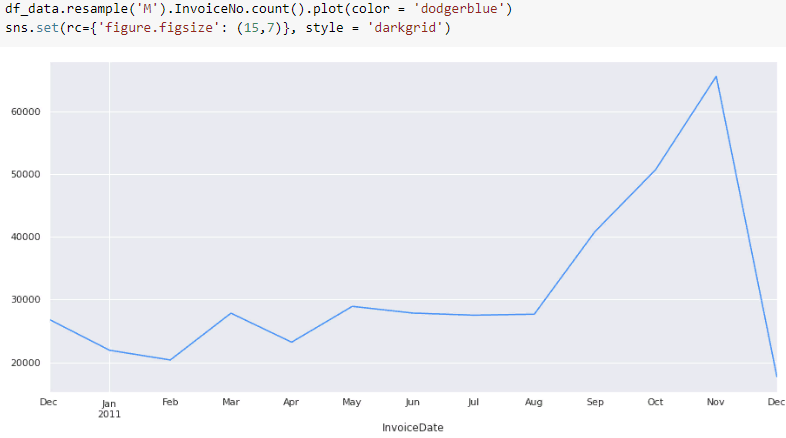 df_data.resample('M').InvoiceNo.count().plot(color = 'dodgerblue')
sns.set(rc={'figure.figsize': (15,7)}, style = 'darkgrid')
60000
50000
40000
30000
20000
Dec Jan Feb Mar Apr May Jun Jul Aug Sep Oct Nov Dec
2011
InvoiceDate